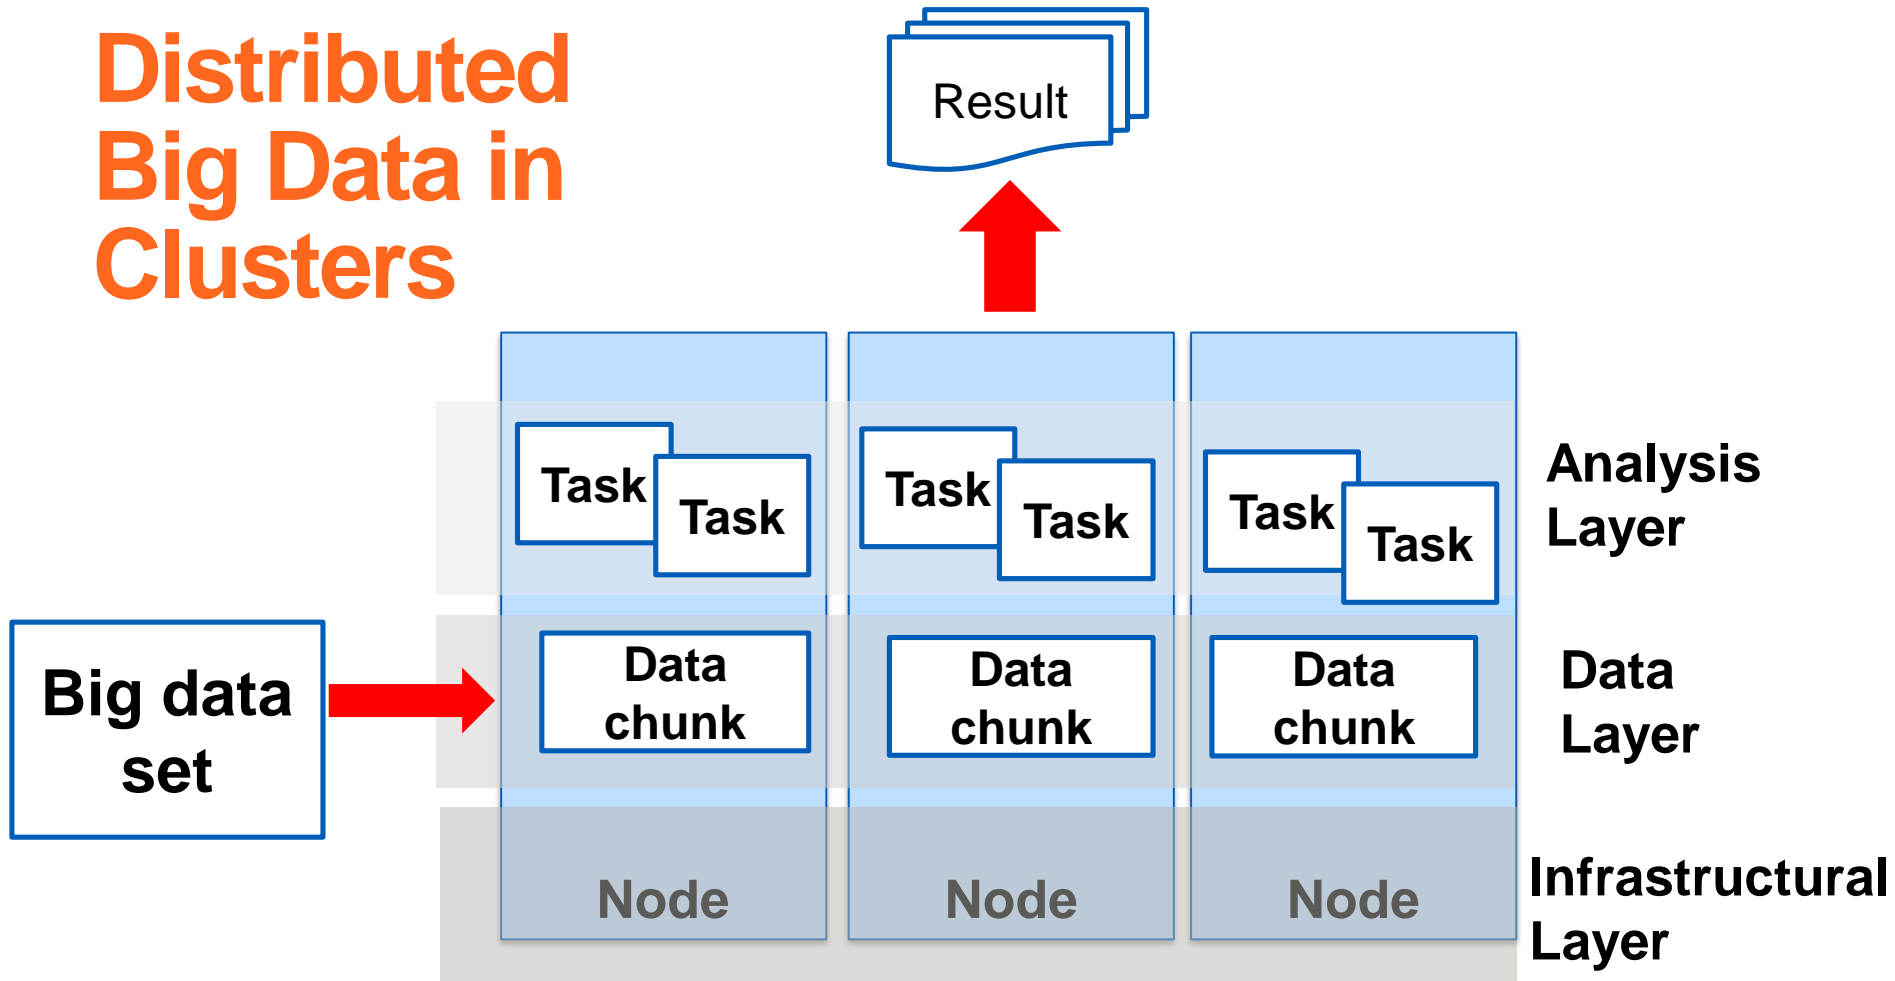 Distributed
Big Data in
Clusters
Result
Task
Task
Task
Task
Task
Task
Analysis
Layer
Big data
set
Data
chunk
Data
chunk
Data
chunk
Data
Layer
Node
Node
Node
Infrastructural
Layer